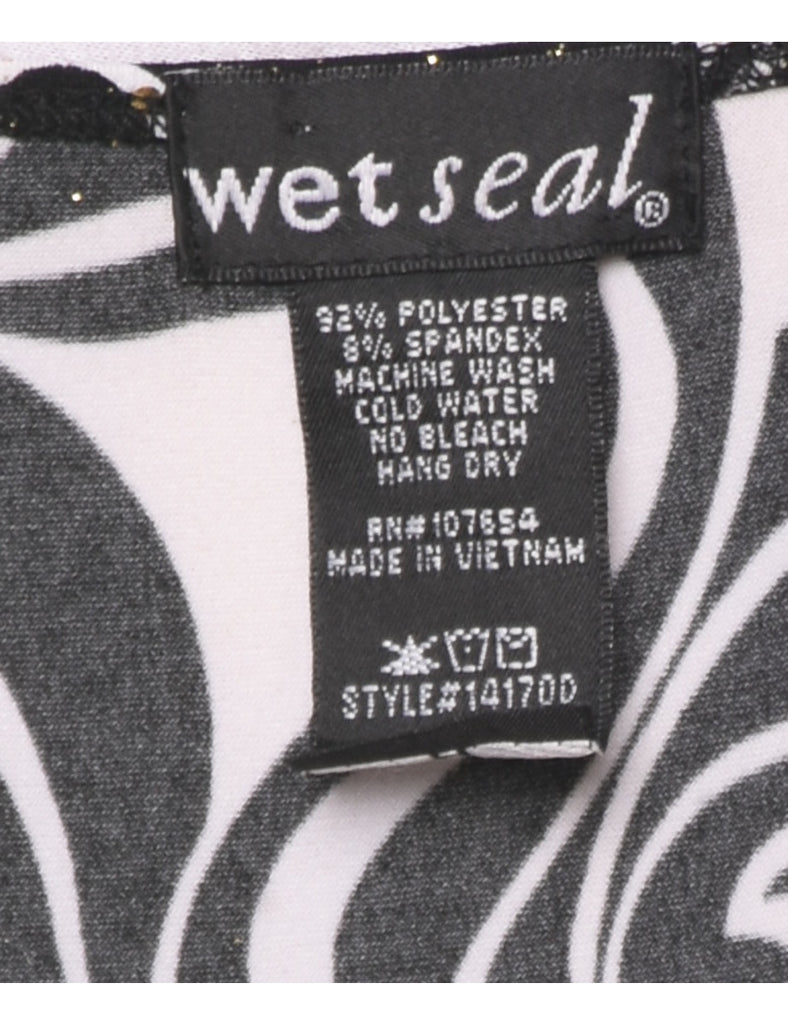 wet seal®
92% POLYESTER
8% SPANDEX
MACHINE WASH
COLD WATER
NO BLEACH
HANG DRY
RN#107654
MADE IN VIETNAM
STYLE#14170D